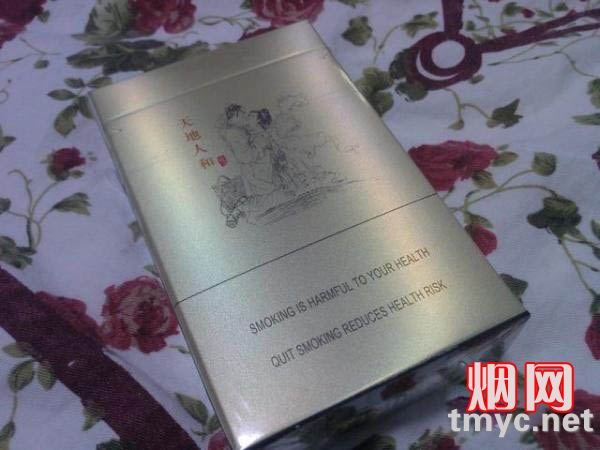 天地人和
SMOKING IS HARMFUL TO YOUR HEALTH
QUIT SMOKING REDUCES HEALTH RISK
烟网
tmyc.net